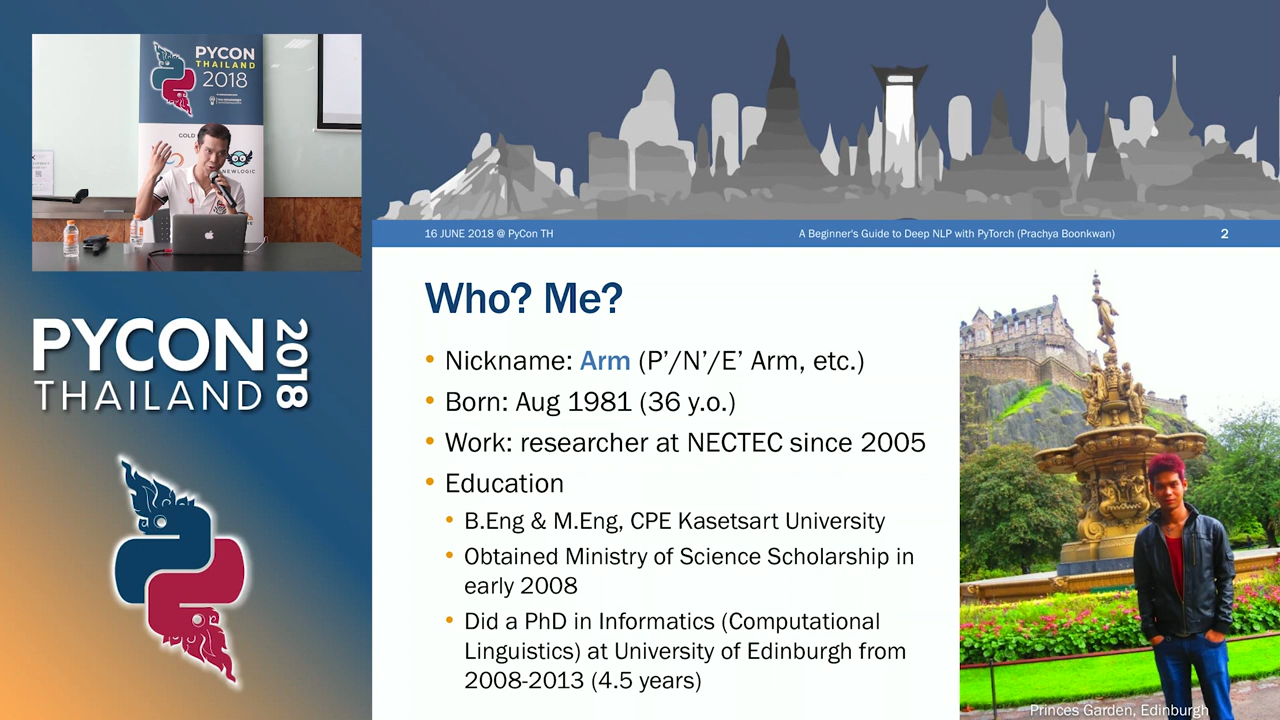 PYCON
THAILAND
2018
GOLD
NEWLOGIC
PYCON 2018
THAILAND
16 JUNE 2018 @ PyCon TH
A Beginner's Guide to Deep NLP with PyTorch (Prachya Boonkwan)
2
Who? Me?
• Nickname: Arm (P’/N’/E’ Arm, etc.)
• Born: Aug 1981 (36 y.o.)
• Work: researcher at NECTEC since 2005
• Education
• B.Eng & M.Eng, CPE Kasetsart University
• Obtained Ministry of Science Scholarship in
early 2008
• Did a PhD in Informatics (Computational
Linguistics) at University of Edinburgh from
2008-2013 (4.5 years)
Princes Garden, Edinburgh